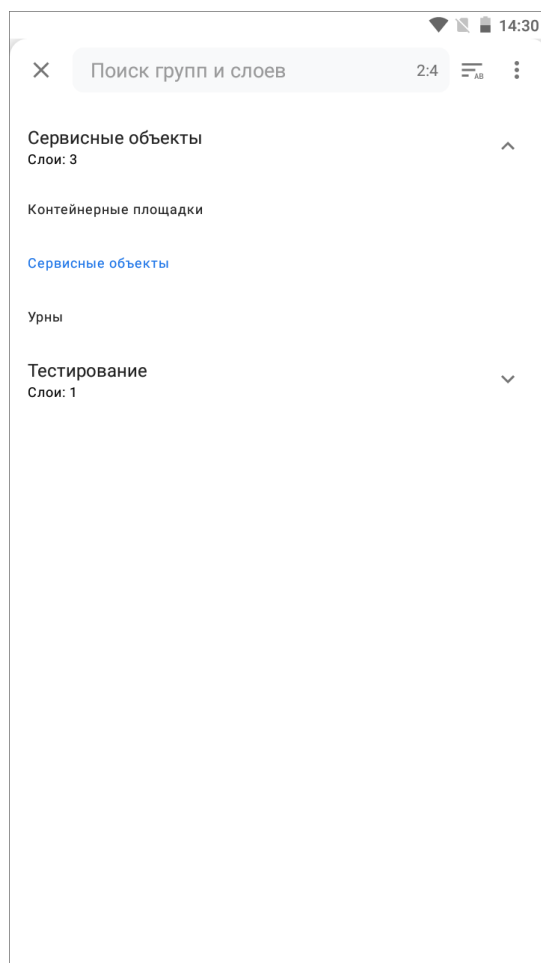 14:30
Поиск групп и слоев 2:4 AB
Сервисные объекты
Слои: 3
Контейнерные площадки
Сервисные объекты
Урны
Тестирование
Слои: 1